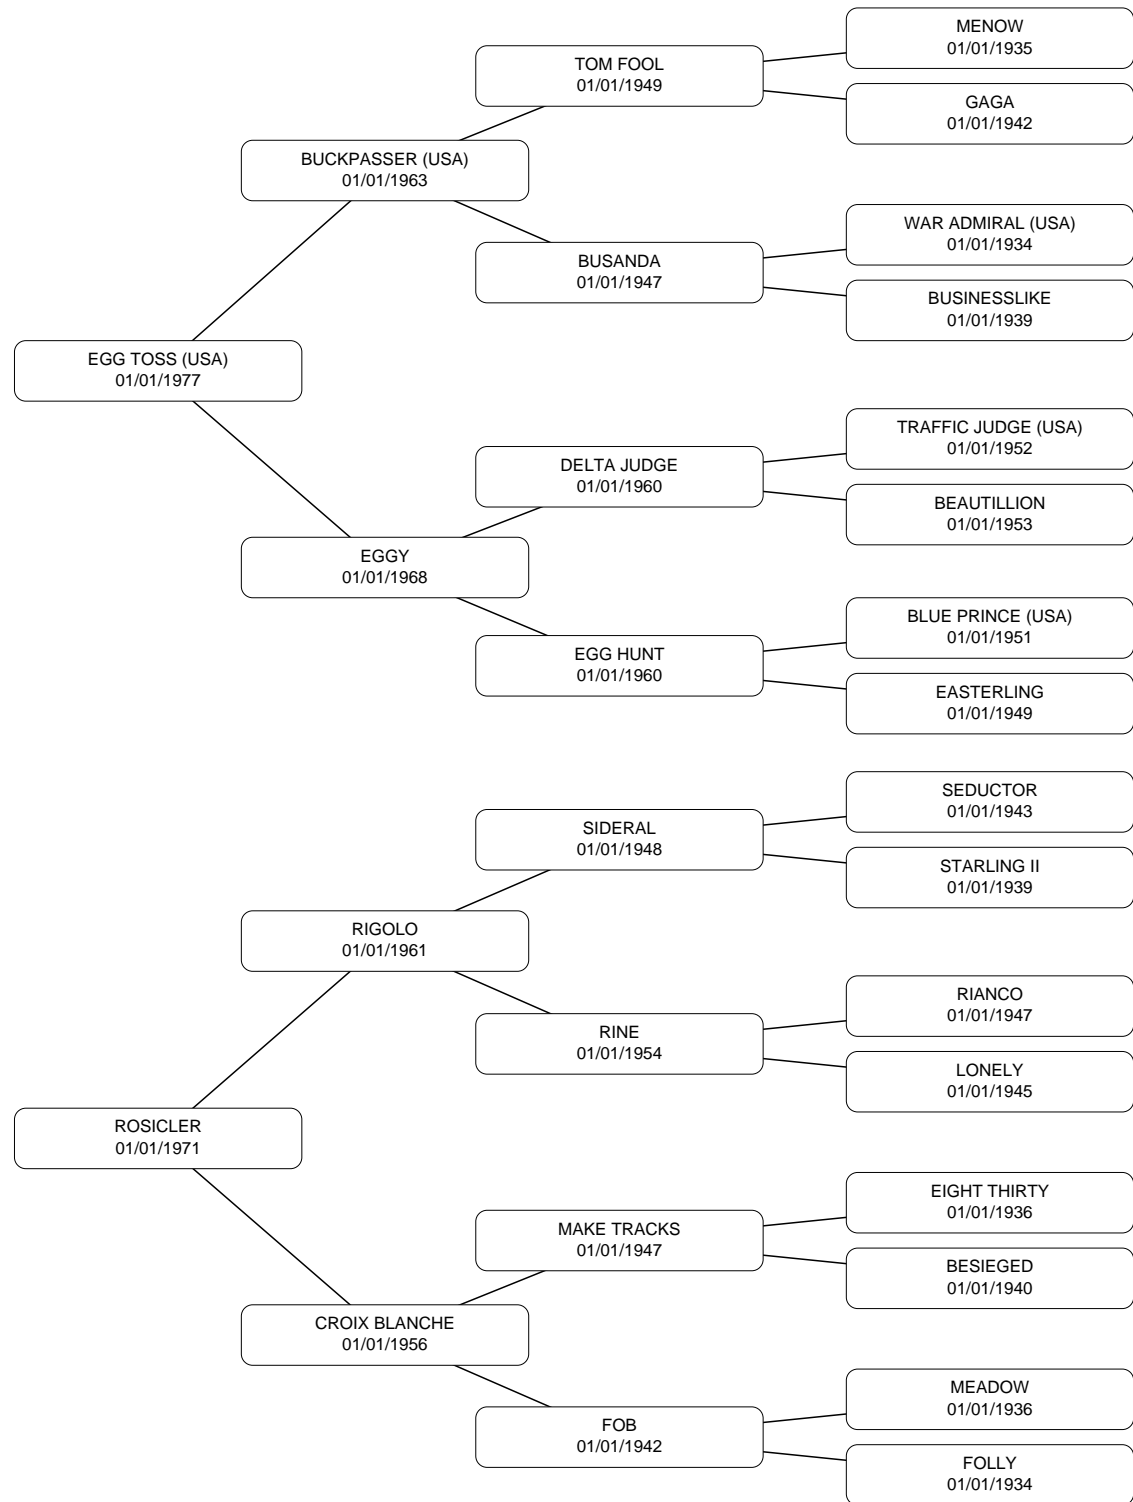 MENOW
01/01/1935
TOM FOOL
01/01/1949
GAGA
01/01/1942
BUCKPASSER (USA)
01/01/1963
WAR ADMIRAL (USA)
01/01/1934
BUSANDA
01/01/1947
BUSINESSLIKE
01/01/1939
EGG TOSS (USA)
01/01/1977
TRAFFIC JUDGE (USA)
01/01/1952
DELTA JUDGE
01/01/1960
BEAUTILLION
01/01/1953
EGGY
01/01/1968
BLUE PRINCE (USA)
01/01/1951
EGG HUNT
01/01/1960
EASTERLING
01/01/1949
SEDUCTOR
01/01/1943
SIDERAL
01/01/1948
STARLING II
01/01/1939
RIGOLO
01/01/1961
RIANCO
01/01/1947
RINE
01/01/1954
LONELY
01/01/1945
ROSICLER
01/01/1971
EIGHT THIRTY
01/01/1936
MAKE TRACKS
01/01/1947
BESIEGED
01/01/1940
CROIX BLANCHE
01/01/1956
MEADOW
01/01/1936
FOB
01/01/1942
FOLLY
01/01/1934